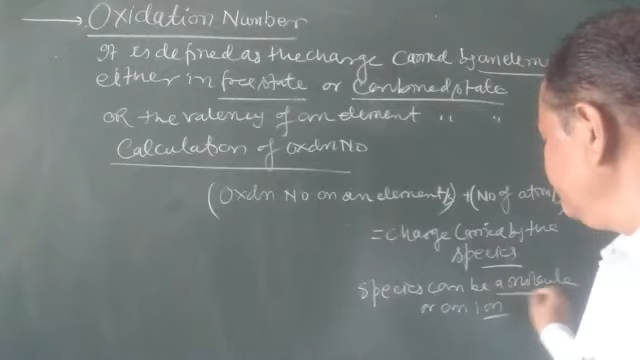 Oxidation Number
It is defined as the charge Carried by an elem
either in free state or Combined state
OR the valency of an element " "
Calculation of Oxdn No
(Oxdn No on an element/s) + (No of atom/
= charge Carried by the
species
species can be a molecule
or an ion